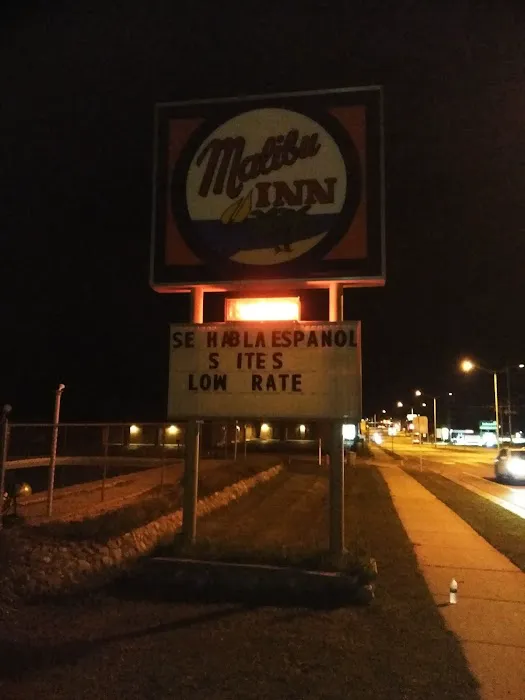 Malibu
INN
SE HABLA ESPANOL
S ITES
LOW RATE